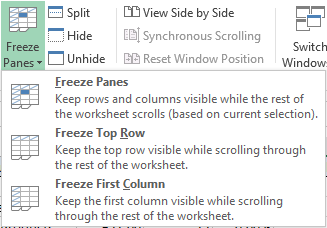 Freeze Panes
Split
Hide
Unhide
View Side by Side
Synchronous Scrolling
Reset Window Position
Switch Windows
Freeze Panes
Keep rows and columns visible while the rest of
the worksheet scrolls (based on current selection).
Freeze Top Row
Keep the top row visible while scrolling through
the rest of the worksheet.
Freeze First Column
Keep the first column visible while scrolling
through the rest of the worksheet.